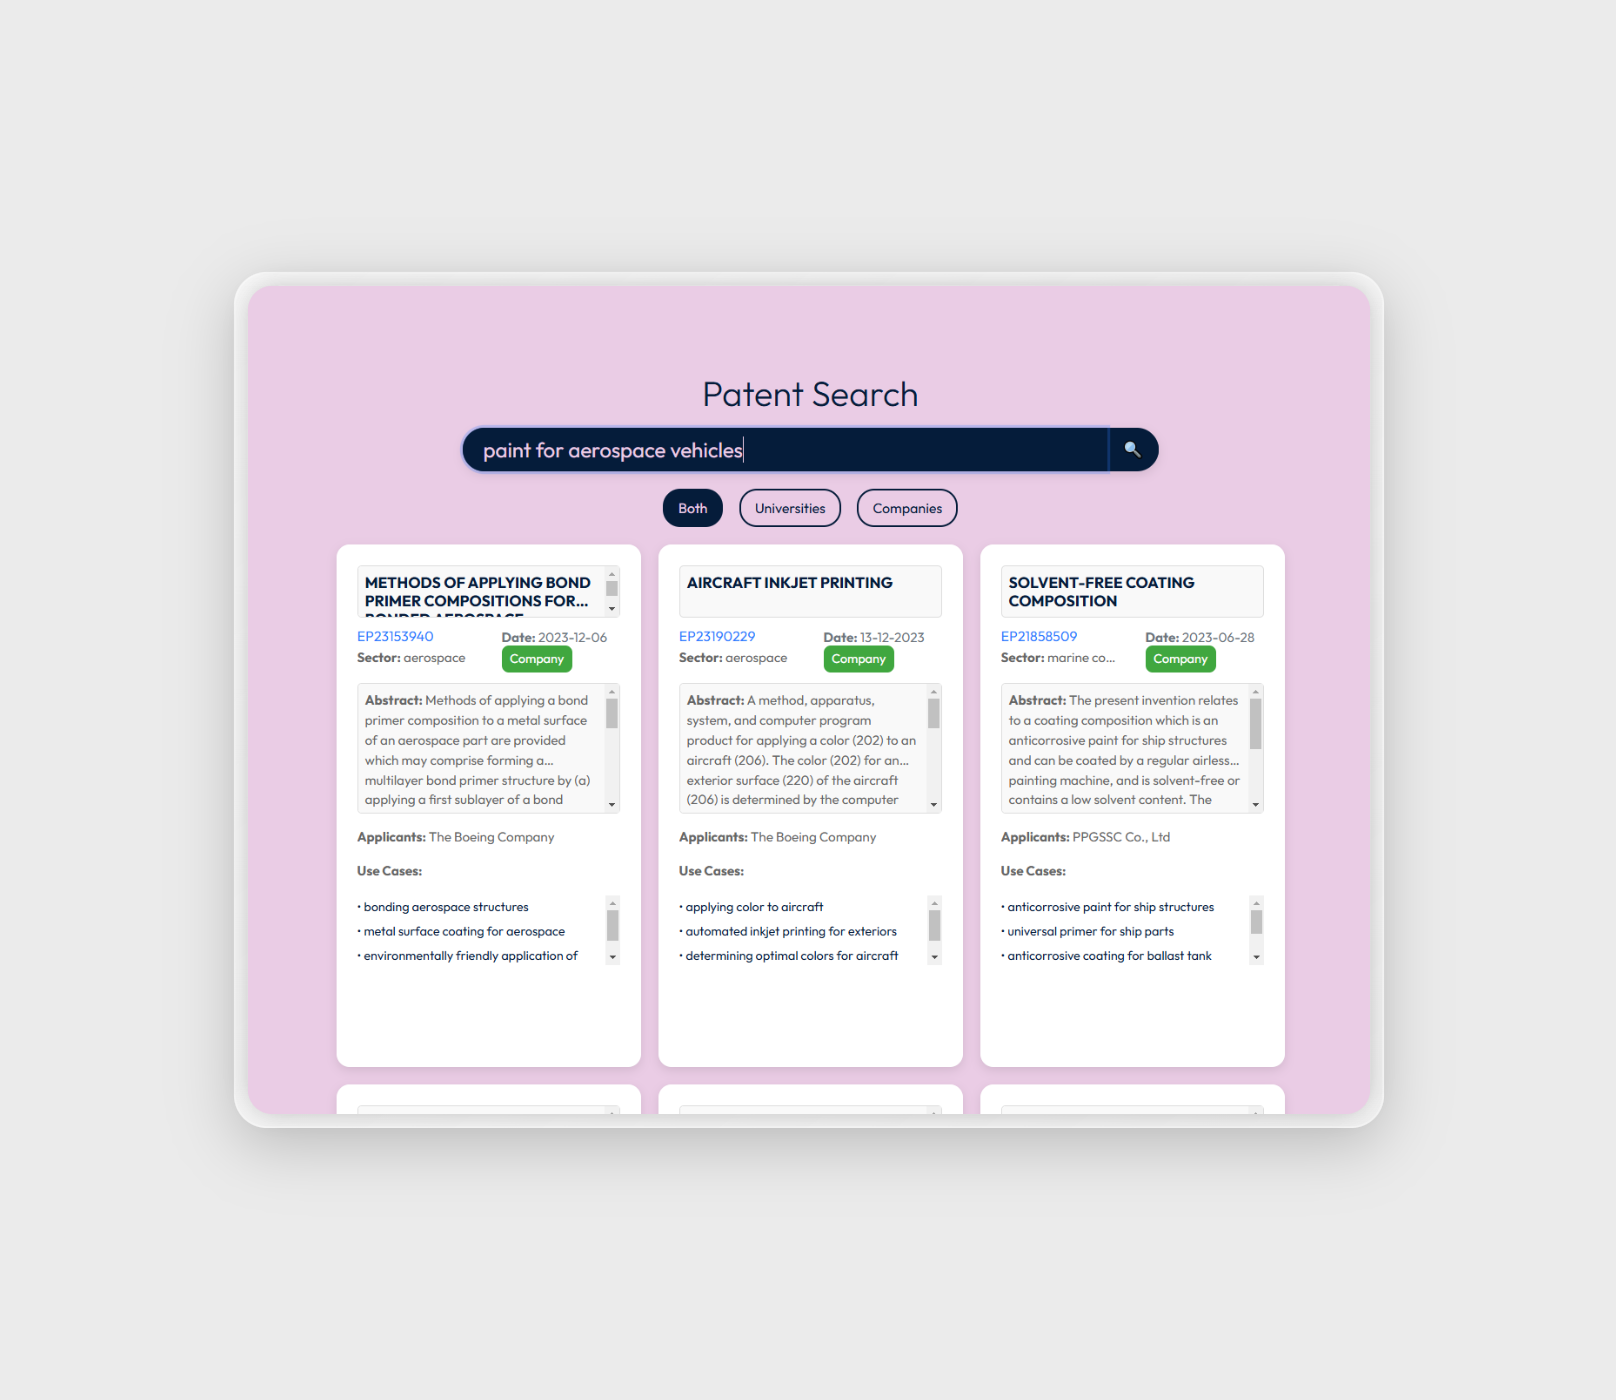 Patent Search
paint for aerospace vehicles
Both
Universities
Companies
METHODS OF APPLYING BOND
PRIMER COMPOSITIONS FOR...
BONDED AEROSPACE
EP23153940
Date: 2023-12-06
Sector: aerospace
Company
Abstract: Methods of applying a bond
primer composition to a metal surface
of an aerospace part are provided
which may comprise forming a...
multilayer bond primer structure by (a)
applying a first sublayer of a bond
Applicants: The Boeing Company
Use Cases:
• bonding aerospace structures
• metal surface coating for aerospace
• environmentally friendly application of
AIRCRAFT INKJET PRINTING
EP23190229
Date: 13-12-2023
Sector: aerospace
Company
Abstract: A method, apparatus,
system, and computer program
product for applying a color (202) to an
aircraft (206). The color (202) for an...
exterior surface (220) of the aircraft
(206) is determined by the computer
Applicants: The Boeing Company
Use Cases:
• applying color to aircraft
• automated inkjet printing for exteriors
• determining optimal colors for aircraft
SOLVENT-FREE COATING
COMPOSITION
EP21858509
Date: 2023-06-28
Sector: marine co...
Company
Abstract: The present invention relates
to a coating composition which is an
anticorrosive paint for ship structures
and can be coated by a regular airless...
painting machine, and is solvent-free or
contains a low solvent content. The
Applicants: PPGSSC Co., Ltd
Use Cases:
• anticorrosive paint for ship structures
• universal primer for ship parts
• anticorrosive coating for ballast tank